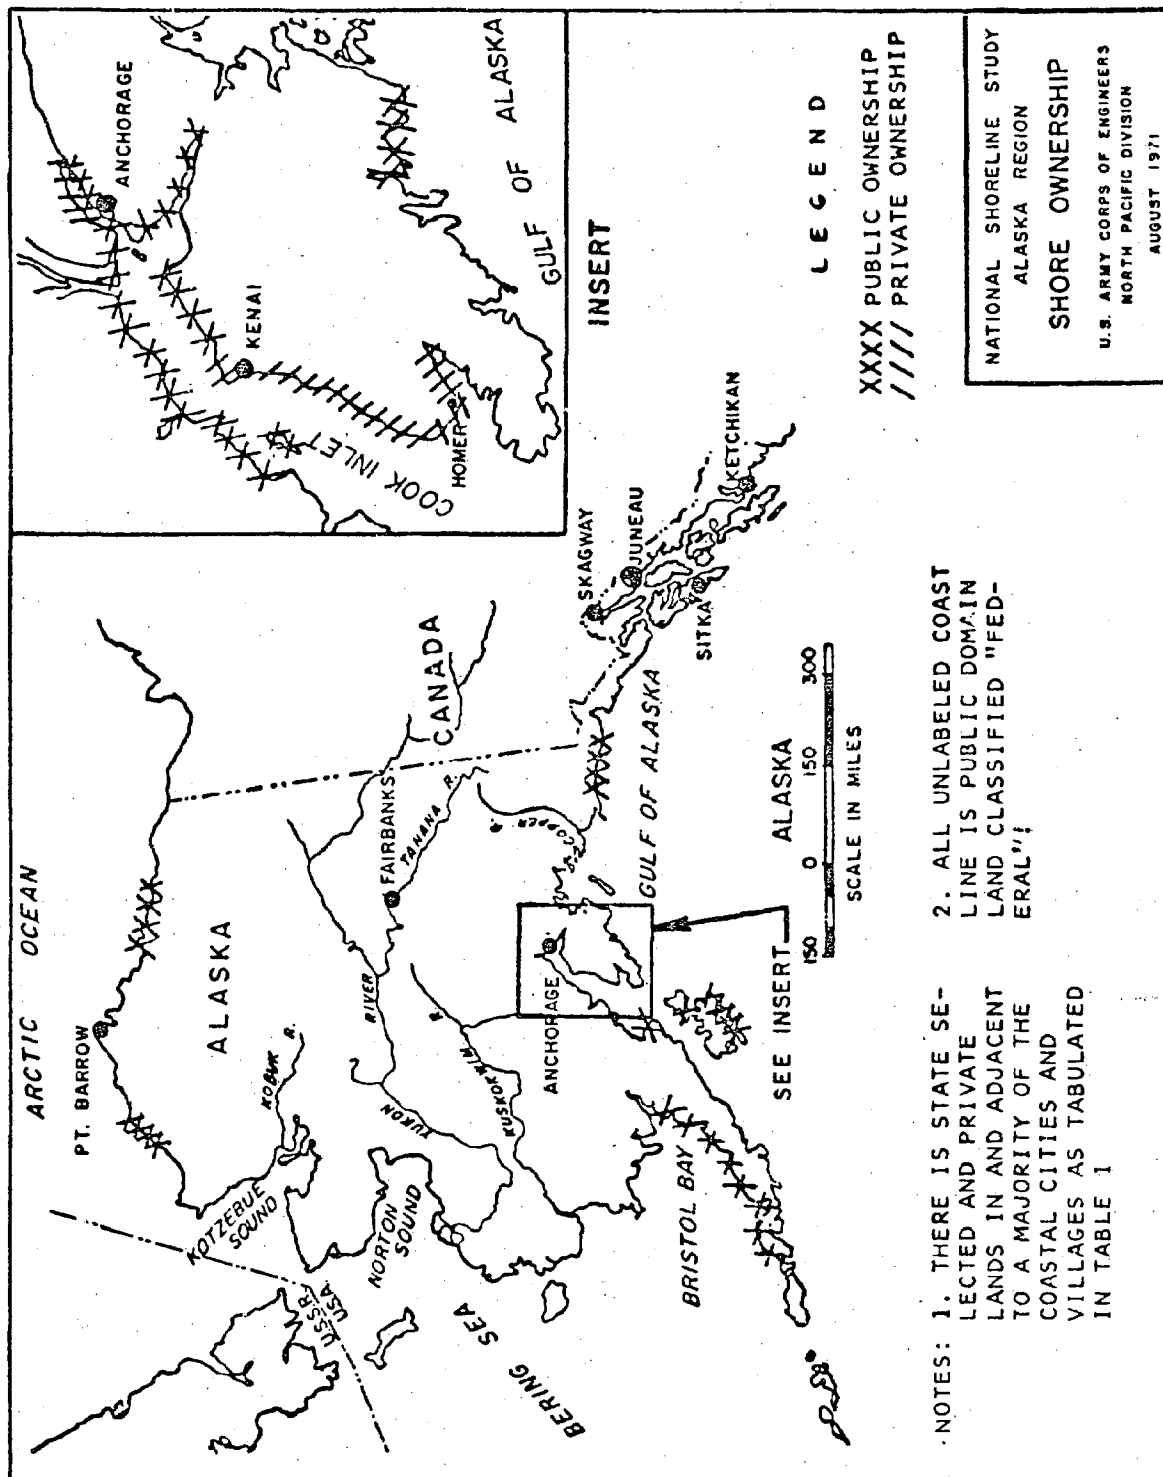 ARCTIC OCEAN
PT. BARROW
ALASKA
KOBUK R.
KOTZEBUE
SOUND
U.S.S.R.
USA
NORTON
SOUND
BERING SEA
YUKON
RIVER
KUSKOKWIM
R.
FAIRBANKS
TANANA R.
CANADA
COPPER
R.
ANCHORAGE
BRISTOL BAY
GULF OF ALASKA
SKAGWAY
JUNEAU
SITKA
KETCHIKAN
SEE INSERT
ALASKA
150 0 150 300
SCALE IN MILES
ANCHORAGE
KENAI
HOMER
COOK INLET
GULF OF ALASKA
INSERT
LEGEND
XXXX PUBLIC OWNERSHIP
//// PRIVATE OWNERSHIP
NOTES: 1. THERE IS STATE SE-
LECTED AND PRIVATE
LANDS IN AND ADJACENT
TO A MAJORITY OF THE
COASTAL CITIES AND
VILLAGES AS TABULATED
IN TABLE 1
2. ALL UNLABELED COAST
LINE IS PUBLIC DOMAIN
LAND CLASSIFIED "FED-
ERAL"!
NATIONAL SHORELINE STUDY
ALASKA REGION
SHORE OWNERSHIP
U.S. ARMY CORPS OF ENGINEERS
NORTH PACIFIC DIVISION
AUGUST 1971